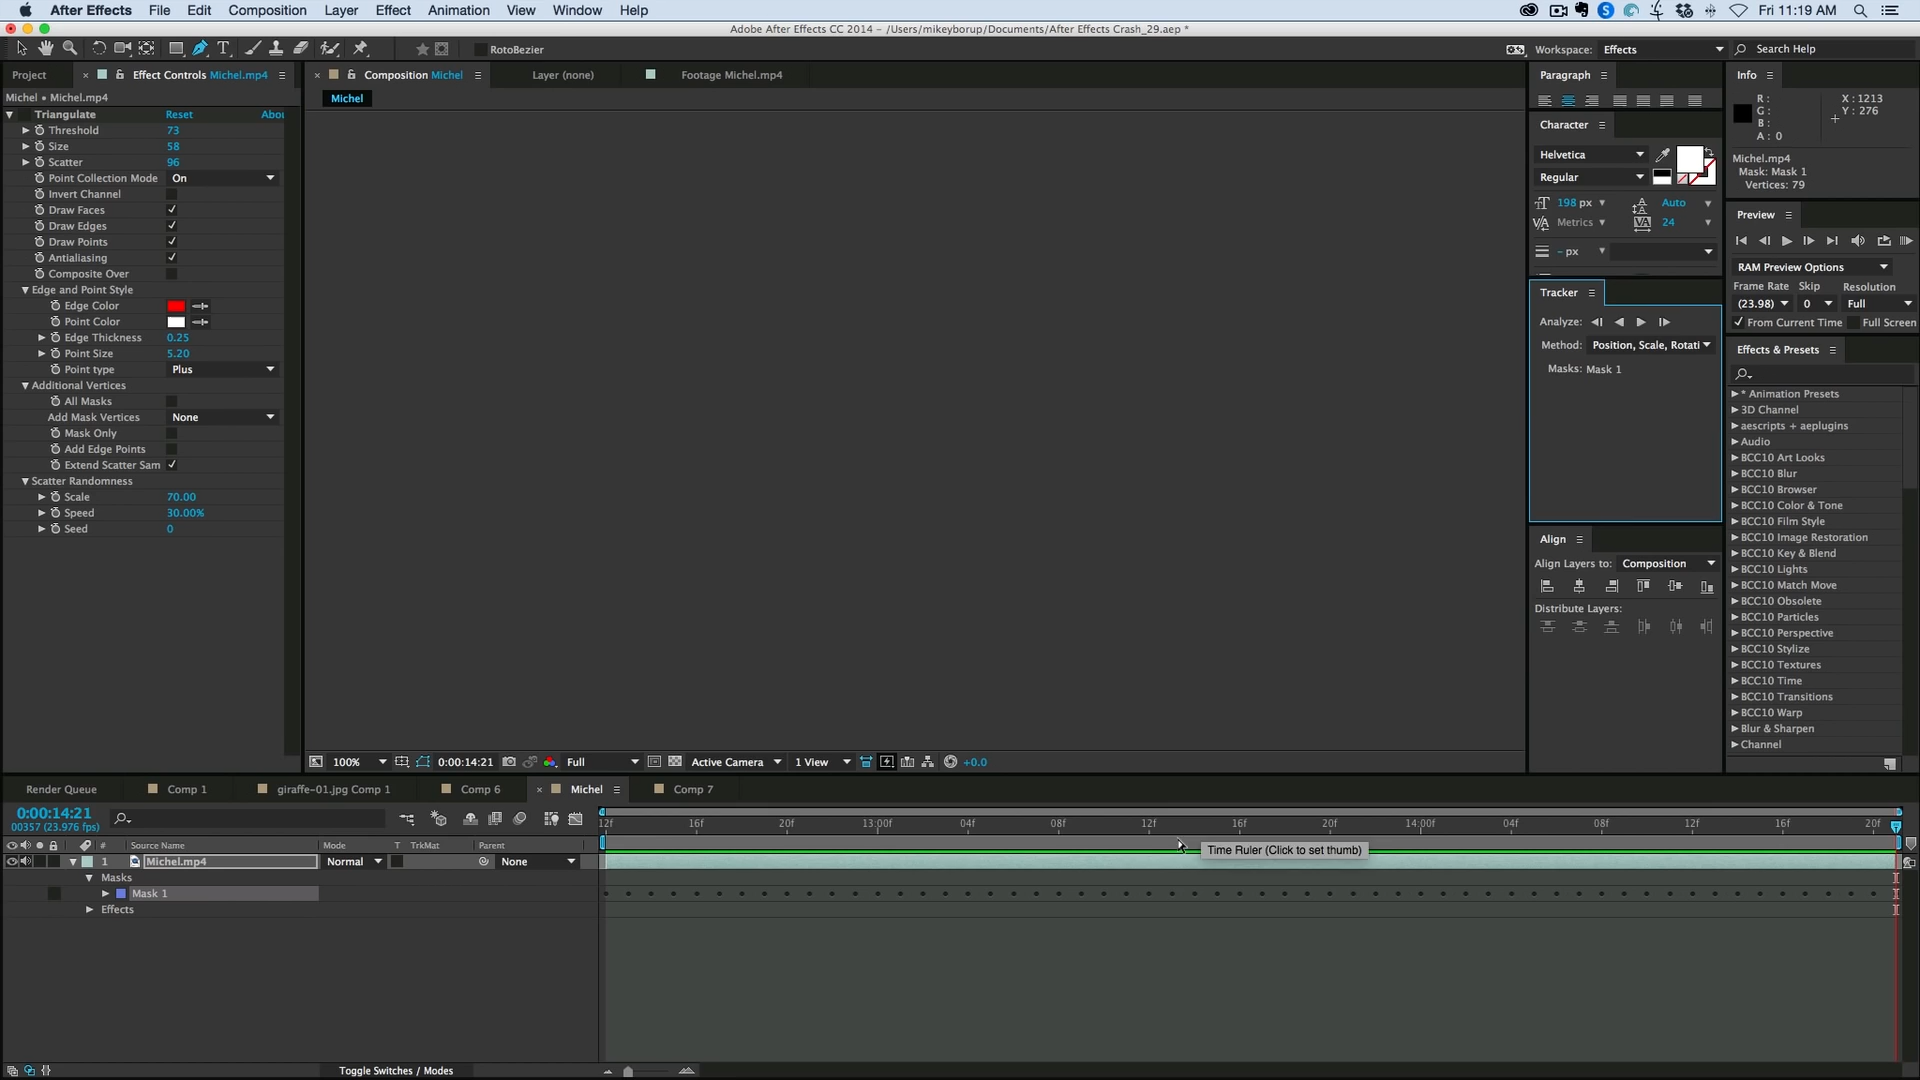 After Effects File Edit Composition Layer Effect Animation View Window Help
Fri 11:19 AM
Adobe After Effects CC 2014 – /Users/mikeyborup/Documents/After Effects Crash_29.aep *
RotoBezier
Workspace: Effects
Search Help
Project
Effect Controls Michel.mp4
Michel • Michel.mp4
Triangulate Reset Abou
Threshold 73
Size 58
Scatter 96
Point Collection Mode On
Invert Channel
Draw Faces
Draw Edges
Draw Points
Antialiasing
Composite Over
Edge and Point Style
Edge Color
Point Color
Edge Thickness 0.25
Point Size 5.20
Point type Plus
Additional Vertices
All Masks
Add Mask Vertices None
Mask Only
Add Edge Points
Extend Scatter Sam
Scatter Randomness
Scale 70.00
Speed 30.00%
Seed 0
Composition Michel
Layer (none)
Footage Michel.mp4
Michel
100% 0:00:14:21 Full Active Camera 1 View +0.0
Paragraph
Character
Helvetica
Regular
198 px Auto
Metrics 24
- px
Tracker
Analyze:
Method: Position, Scale, Rotati
Masks: Mask 1
Align
Align Layers to: Composition
Distribute Layers:
Info
R: X : 1213
G: Y : 276
B:
A : 0
Michel.mp4
Mask: Mask 1
Vertices: 79
Preview
RAM Preview Options
Frame Rate Skip Resolution
(23.98) 0 Full
From Current Time Full Screen
Effects & Presets
* Animation Presets
3D Channel
aescripts + aeplugins
Audio
BCC10 Art Looks
BCC10 Blur
BCC10 Browser
BCC10 Color & Tone
BCC10 Film Style
BCC10 Image Restoration
BCC10 Key & Blend
BCC10 Lights
BCC10 Match Move
BCC10 Obsolete
BCC10 Particles
BCC10 Perspective
BCC10 Stylize
BCC10 Textures
BCC10 Time
BCC10 Transitions
BCC10 Warp
Blur & Sharpen
Channel
Render Queue Comp 1 giraffe-01.jpg Comp 1 Comp 6 Michel Comp 7
0:00:14:21
00357 (23.976 fps)
12f 16f 20f 13:00f 04f 08f 12f 16f 20f 14:00f 04f 08f 12f 16f 20f
# Source Name Mode T TrkMat Parent
1 Michel.mp4 Normal None
Time Ruler (Click to set thumb)
Masks
Mask 1
Effects
Toggle Switches / Modes